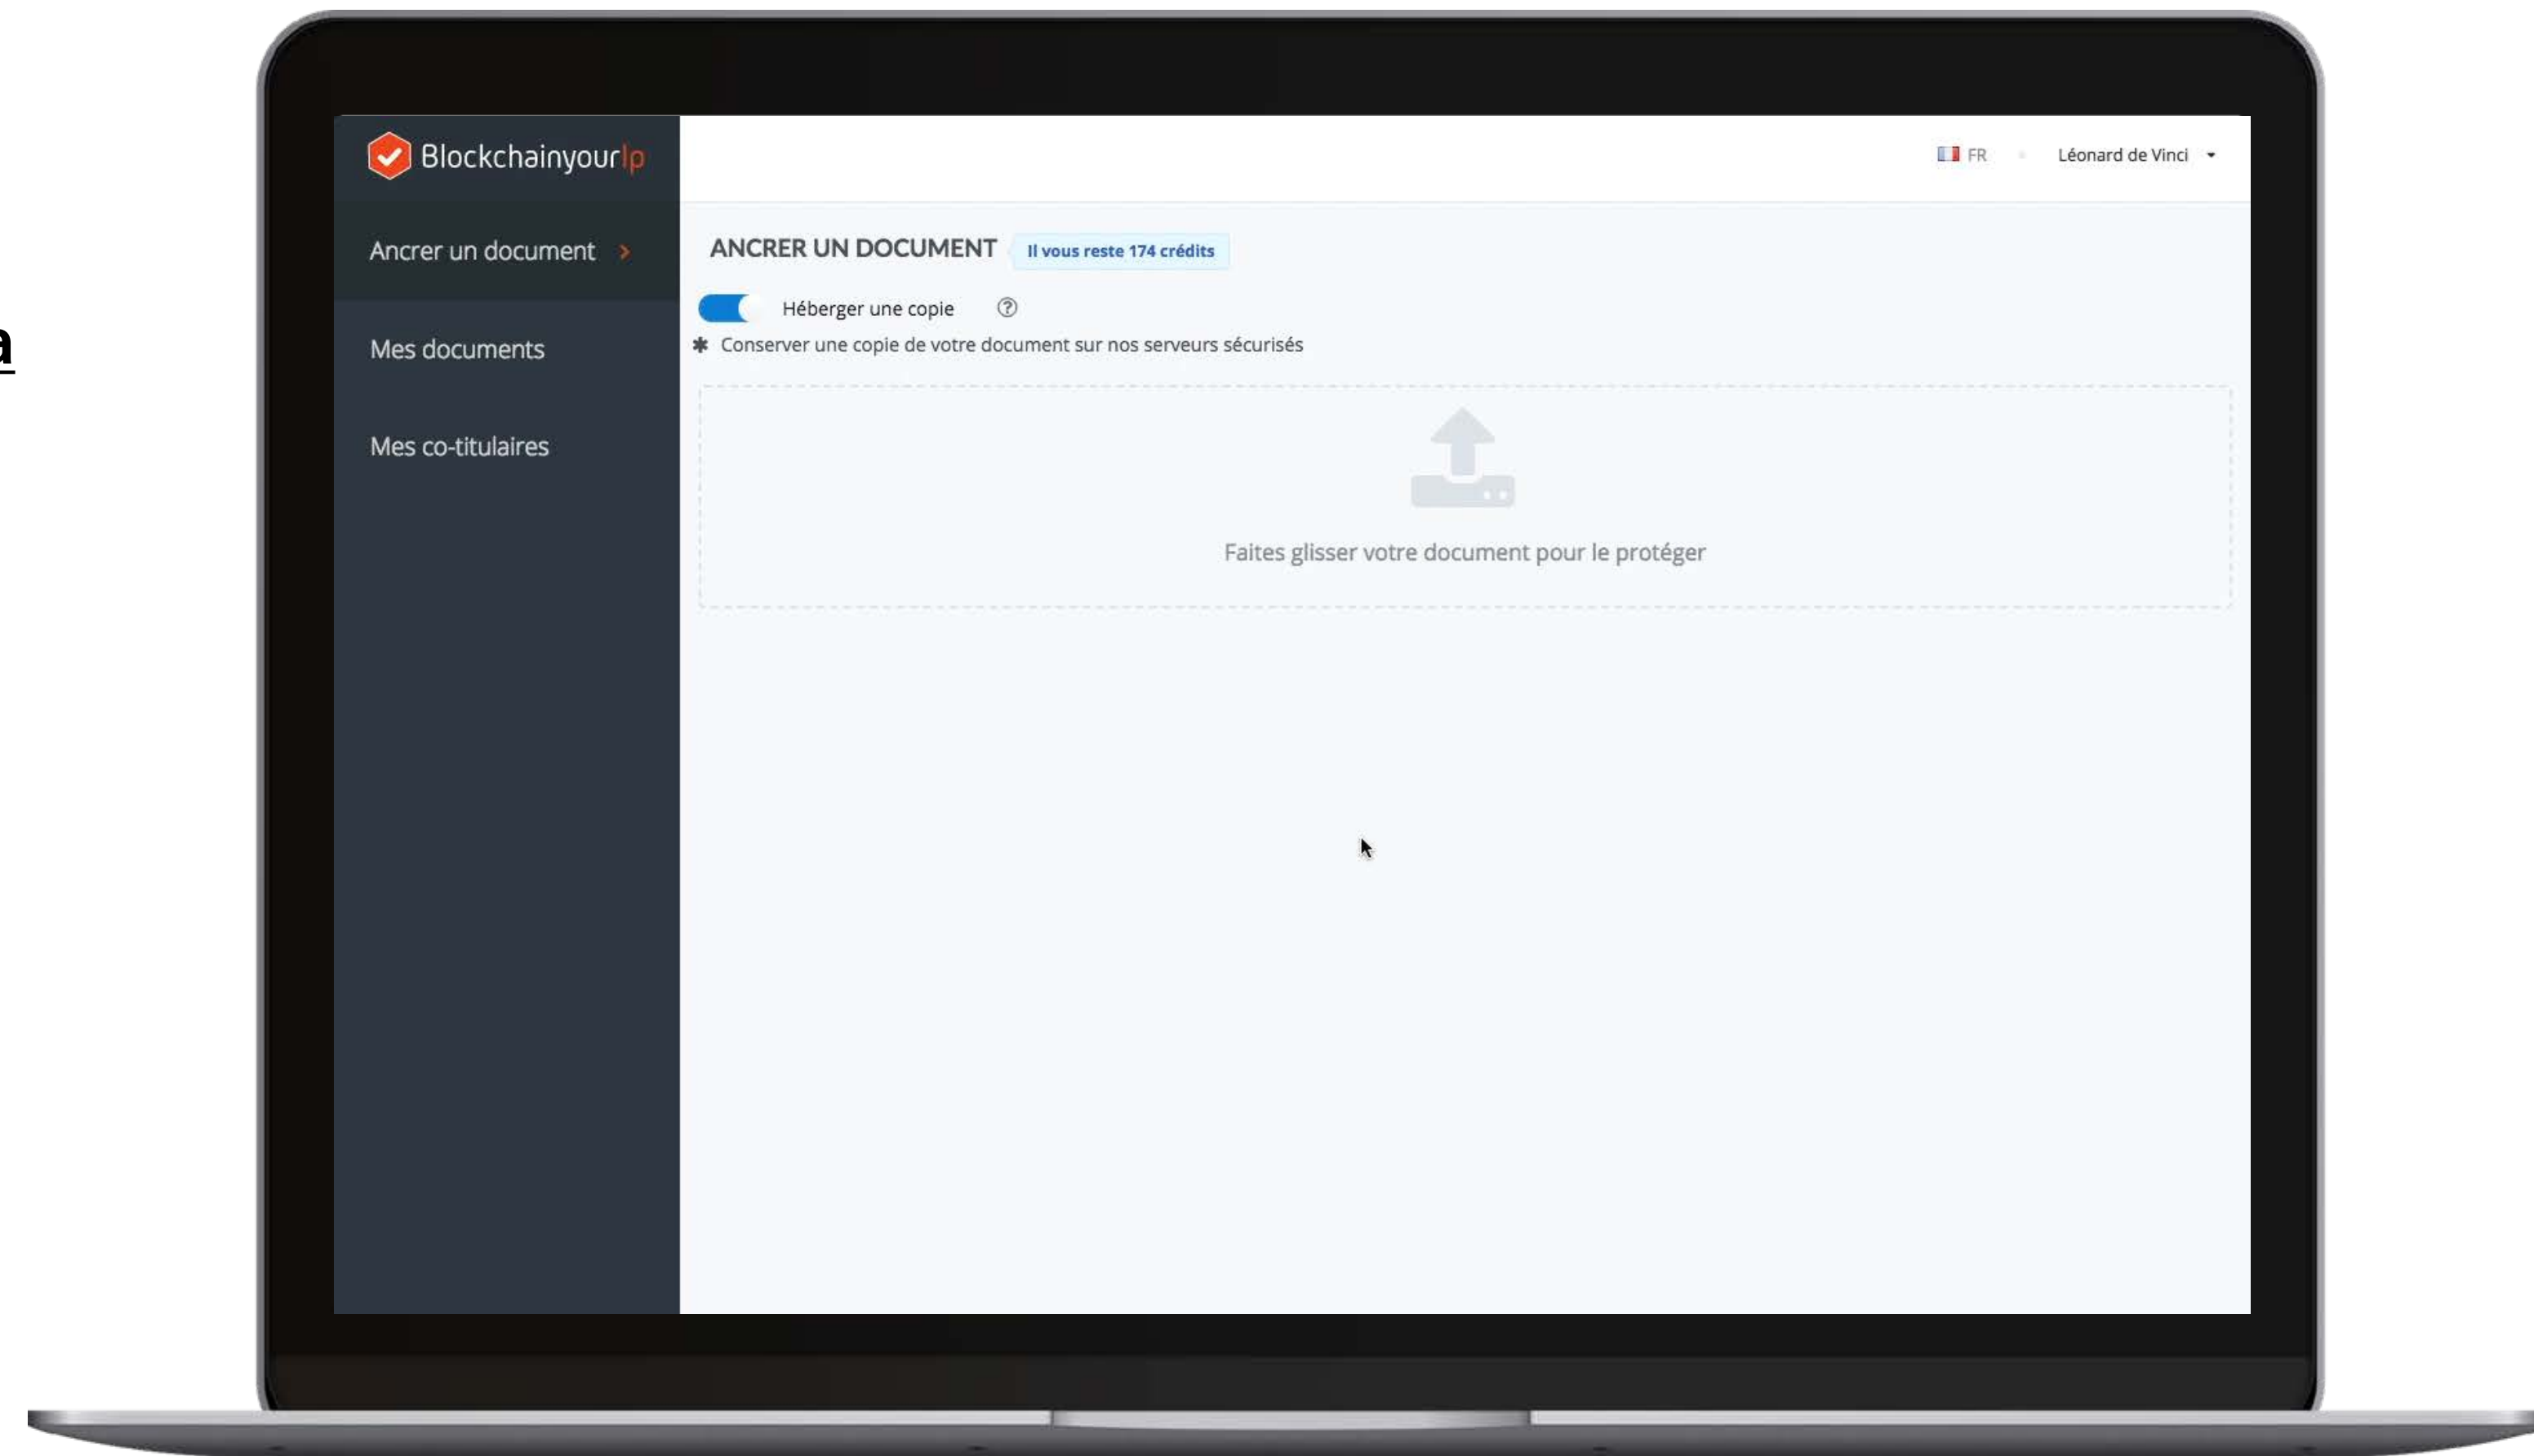 a
BlockchainyourIp
FR
Léonard de Vinci
Ancrer un document
Mes documents
Mes co-titulaires
ANCRER UN DOCUMENT
Il vous reste 174 crédits
Héberger une copie
?
* Conserver une copie de votre document sur nos serveurs sécurisés
Faites glisser votre document pour le protéger